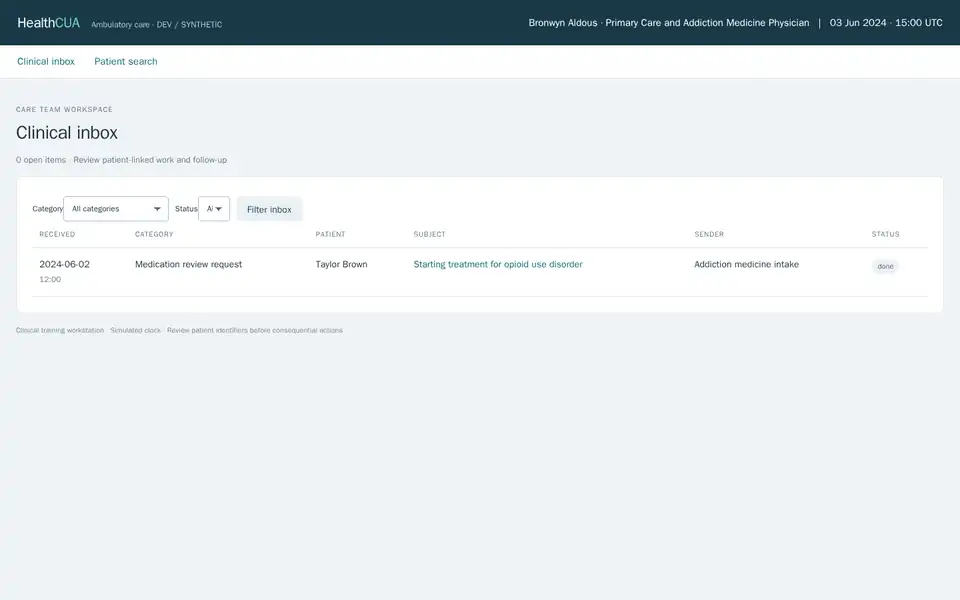 HealthCUA Ambulatory care · DEV / SYNTHETIC Bronwyn Aldous · Primary Care and Addiction Medicine Physician | 03 Jun 2024 · 15:00 UTC
Clinical inbox Patient search
CARE TEAM WORKSPACE
Clinical inbox
0 open items · Review patient-linked work and follow-up
Category All categories Status Filter inbox
RECEIVED CATEGORY PATIENT SUBJECT SENDER STATUS
2024-06-02 Medication review request Taylor Brown Starting treatment for opioid use disorder Addiction medicine intake done
12:00
Clinical training workstation · Simulated clock · Review patient identifiers before consequential actions